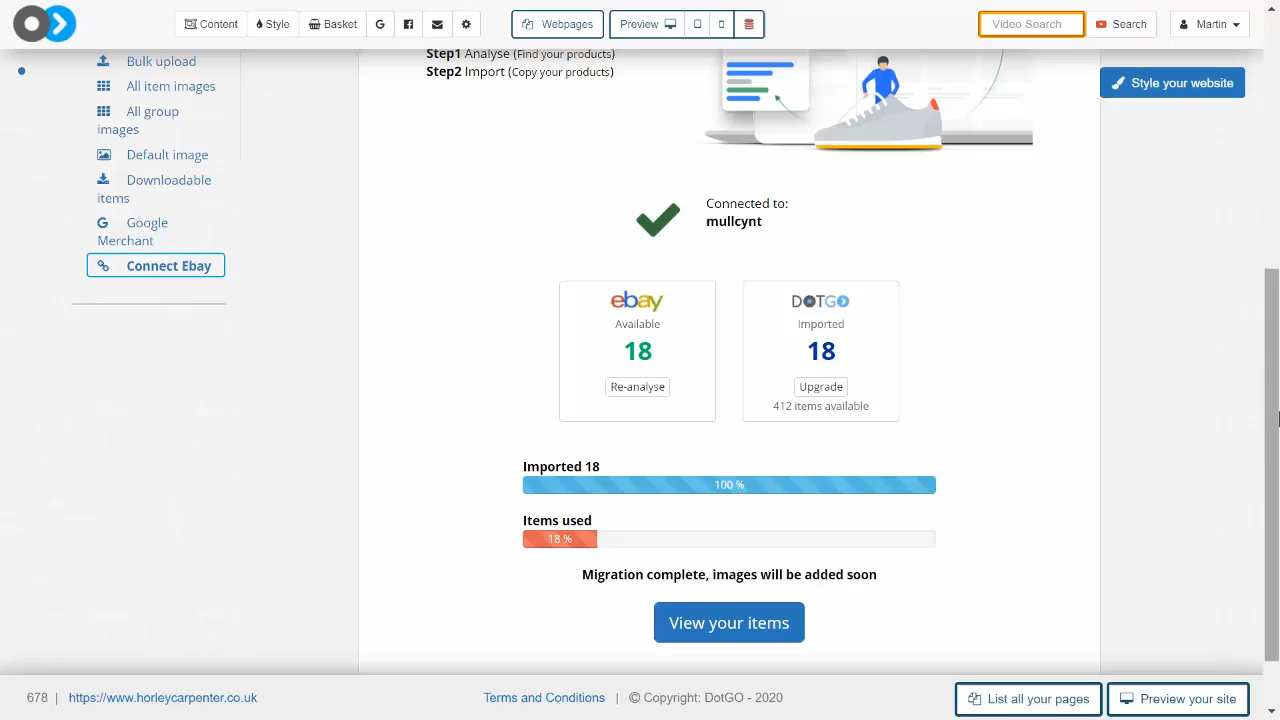 Content Style Basket Webpages Preview Video Search Search Martin
Step1 Analyse (Find your products)
Step2 Import (Copy your products)
Style your website
Bulk upload
All item images
All group
images
Default image
Downloadable
items
Google
Merchant
Connect Ebay
Connected to:
mullcynt
ebay
Available
18
Re-analyse
DOTGO
Imported
18
Upgrade
412 items available
Imported 18
100 %
Items used
18 %
Migration complete, images will be added soon
View your items
678 | https://www.horleycarpenter.co.uk Terms and Conditions | © Copyright: DotGO - 2020 List all your pages Preview your site